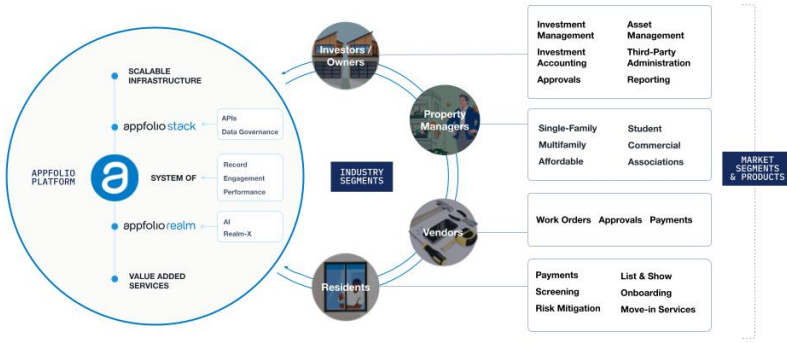 SCALABLE
INFRASTRUCTURE
appfolio stack
APIs
Data Governance
APPFOLIO
PLATFORM
a
SYSTEM OF
Record
Engagement
Performance
appfolio realm
AI
Realm-X
VALUE ADDED
SERVICES
INDUSTRY
SEGMENTS
Investors /
Owners
Property
Managers
Vendors
Residents
Investment
Management
Asset
Management
Investment
Accounting
Third-Party
Administration
Approvals
Reporting
Single-Family
Student
Multifamily
Commercial
Affordable
Associations
Work Orders Approvals Payments
Payments
List & Show
Screening
Onboarding
Risk Mitigation
Move-in Services
MARKET
SEGMENTS
& PRODUCTS